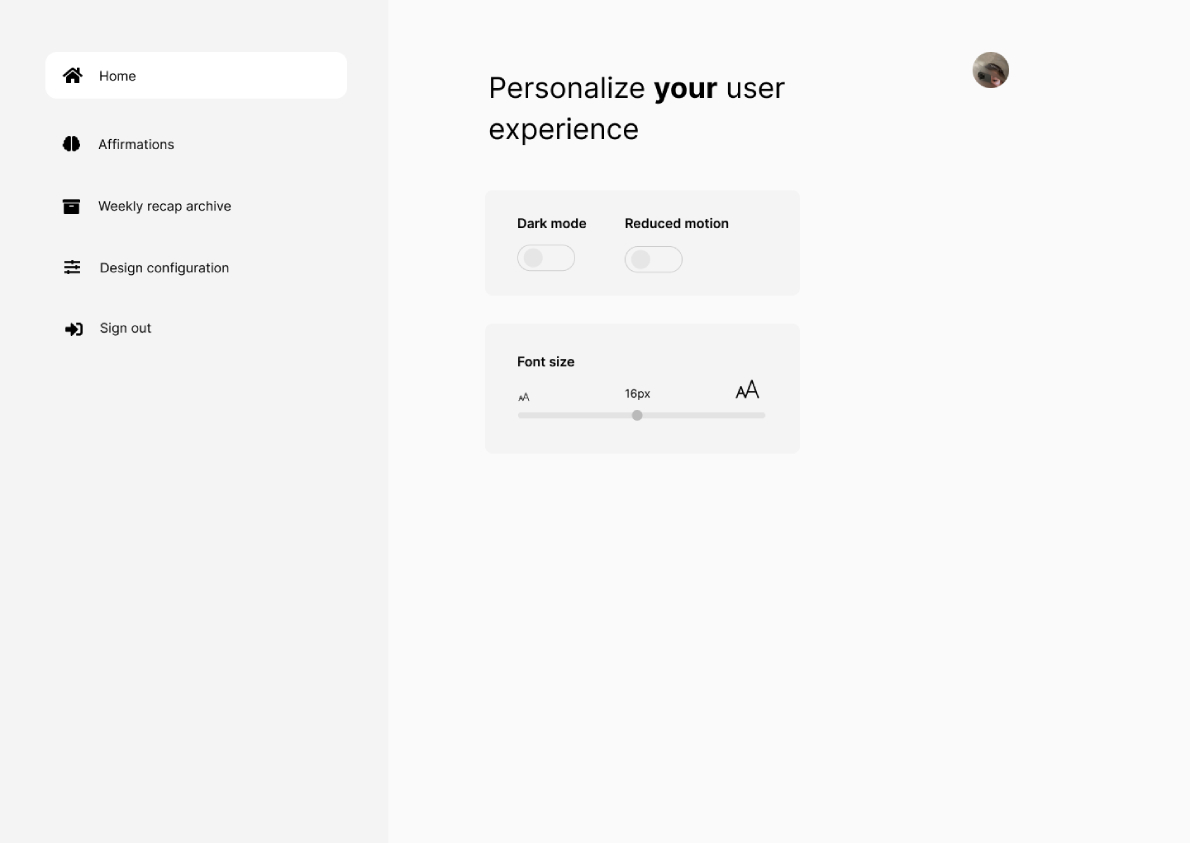 Home
Affirmations
Weekly recap archive
Design configuration
Sign out
Personalize your user
experience
Dark mode
Reduced motion
Font size
AA
16px
AA